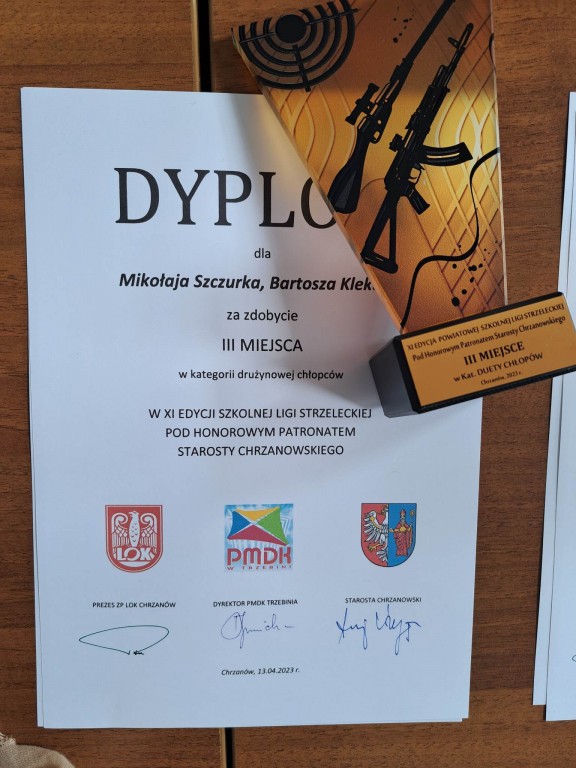 DYPLO
dla
Mikołaja Szczurka, Bartosza Klek
za zdobycie
III MIEJSCA
w kategorii drużynowej chłopców
W XI EDYCJI SZKOLNEJ LIGI STRZELECKIEJ
POD HONOROWYM PATRONATEM
STAROSTY CHRZANOWSKIEGO
LOK
PMDK
W TRZEBINI
PREZES ZP LOK CHRZANÓW
DYREKTOR PMDK TRZEBINIA
STAROSTA CHRZANOWSKI
Chrzanów, 13.04.2023 r.
XI EDYCJA POWIATOWEJ SZKOLNEJ LIGI STRZELECKIEJ
Pod Honorowym Patronatem Starosty Chrzanowskiego
III MIEJSCE
w Kat. DUETY CHŁOPÓW
Chrzanów, 2023 r.